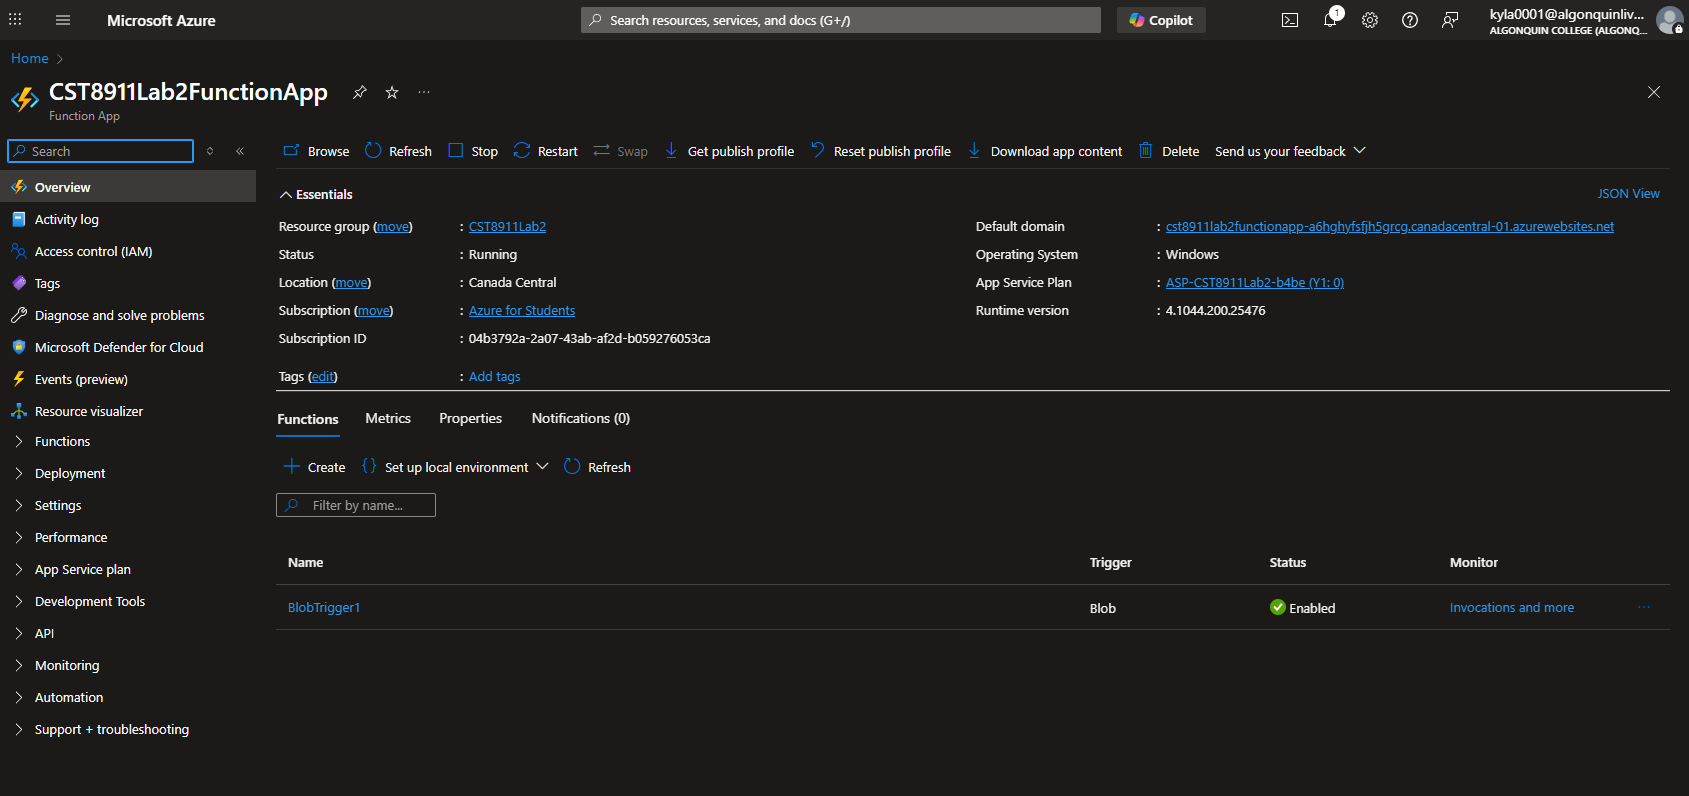 Microsoft Azure
Search resources, services, and docs (G+/)
Copilot
1
kyla0001@algonquinliv...
ALGONQUIN COLLEGE (ALGONQ...
Home
CST8911Lab2FunctionApp
Function App
Search
Browse Refresh Stop Restart Swap Get publish profile Reset publish profile Download app content Delete Send us your feedback
Overview
Activity log
Access control (IAM)
Tags
Diagnose and solve problems
Microsoft Defender for Cloud
Events (preview)
Resource visualizer
Functions
Deployment
Settings
Performance
App Service plan
Development Tools
API
Monitoring
Automation
Support + troubleshooting
Essentials
JSON View
Resource group (move) : CST8911Lab2
Status : Running
Location (move) : Canada Central
Subscription (move) : Azure for Students
Subscription ID : 04b3792a-2a07-43ab-af2d-b059276053ca
Tags (edit) : Add tags
Default domain : cst8911lab2functionapp-a6hghyfsfjh5grcg.canadacentral-01.azurewebsites.net
Operating System : Windows
App Service Plan : ASP-CST8911Lab2-b4be (Y1: 0)
Runtime version : 4.1044.200.25476
Functions Metrics Properties Notifications (0)
Create {} Set up local environment Refresh
Filter by name...
Name Trigger Status Monitor
BlobTrigger1 Blob Enabled Invocations and more ...